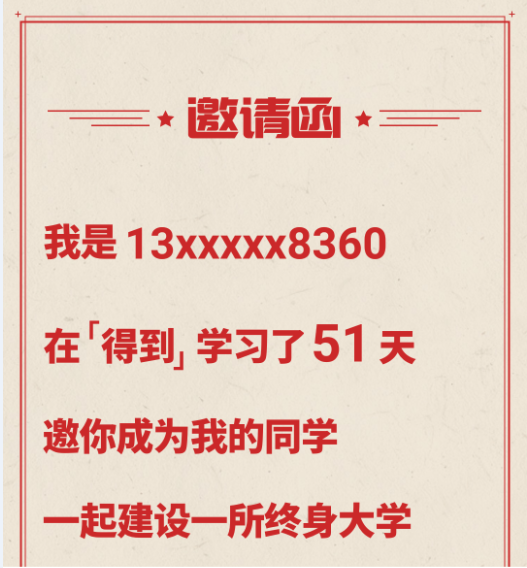 邀请函
我是 13xxxxx8360
在「得到」学习了 51 天
邀你成为我的同学
一起建设一所终身大学